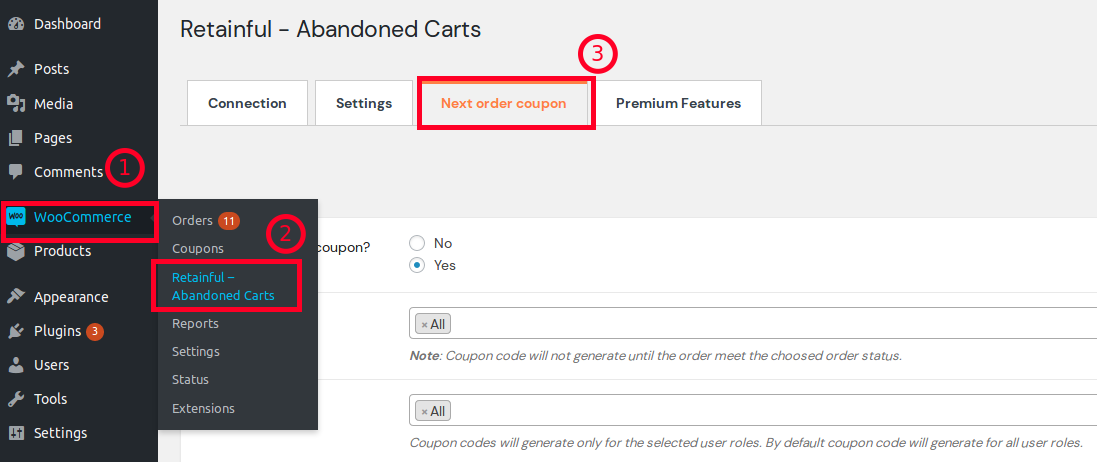 Dashboard
Posts
Media
Pages
Comments
1
WOO
WooCommerce
Products
Appearance
Plugins 3
Users
Tools
Settings
Orders 11
2
Coupons
Retainful –
Abandoned Carts
Reports
Settings
Status
Extensions
Retainful – Abandoned Carts
3
Connection
Settings
Next order coupon
Premium Features
coupon?
No
Yes
× All
Note: Coupon code will not generate until the order meet the choosed order status.
× All
Coupon codes will generate only for the selected user roles. By default coupon code will generate for all user roles.